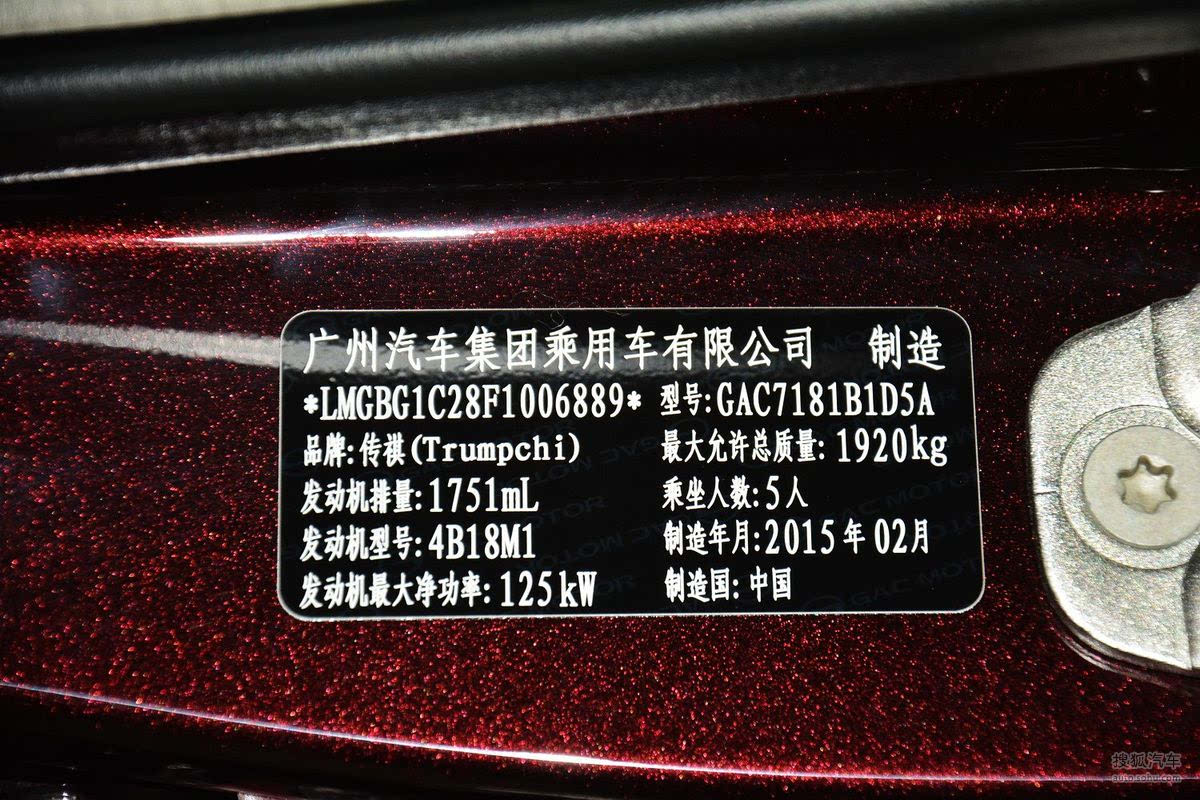 广州汽车集团乘用车有限公司 制造
*LMGBG1C28F1006889* 型号:GAC7181B1D5A
品牌:传祺(Trumpchi) 最大允许总质量: 1920kg
发动机排量:1751mL 乘坐人数:5人
发动机型号:4B18M1 制造年月:2015年02月
发动机最大净功率:125kW 制造国:中国
搜狐汽车
auto.sohu.com